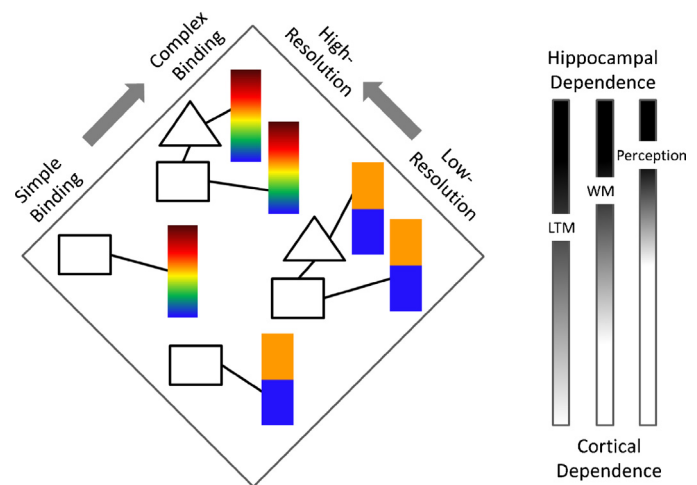 Complex
Binding
High-
Resolution
Simple
Binding
Low-
Resolution
Hippocampal
Dependence
Perception
WM
LTM
Cortical
Dependence